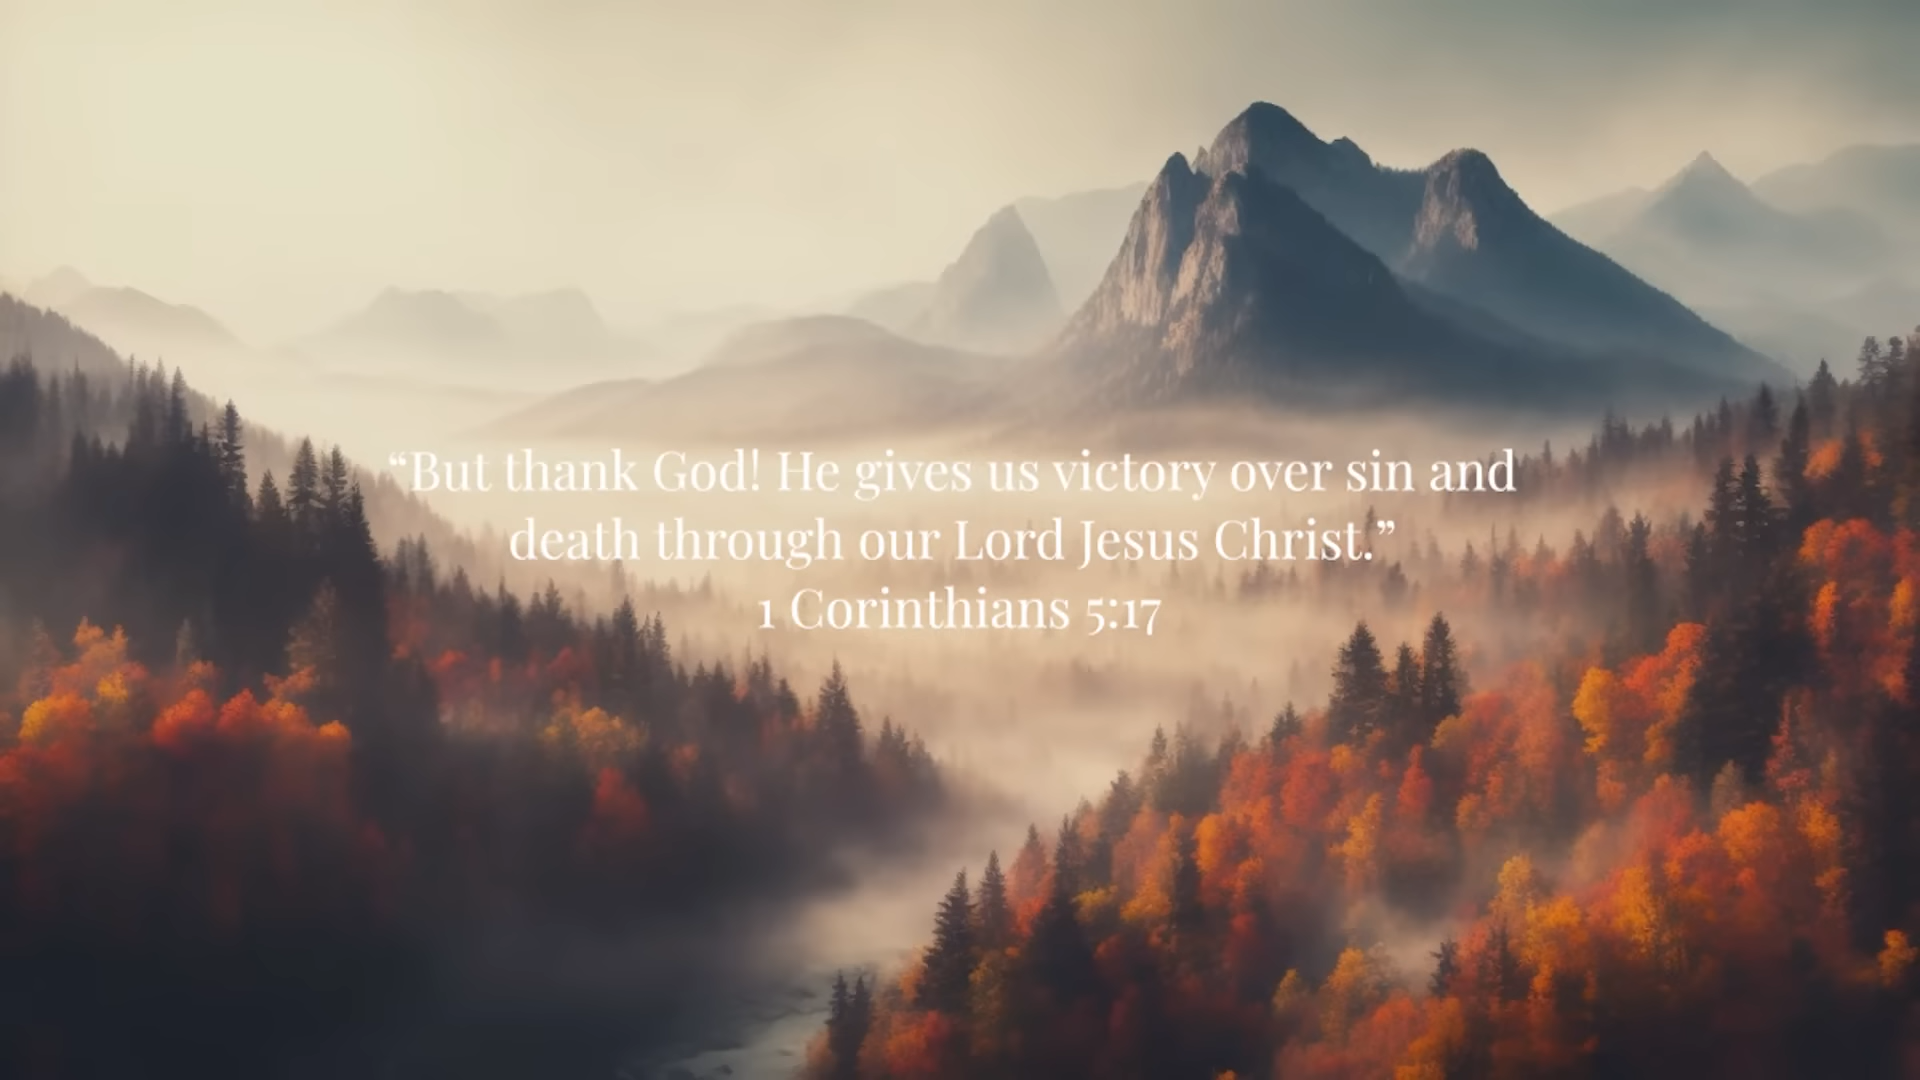 “But thank God! He gives us victory over sin and
death through our Lord Jesus Christ.”
1 Corinthians 5:17